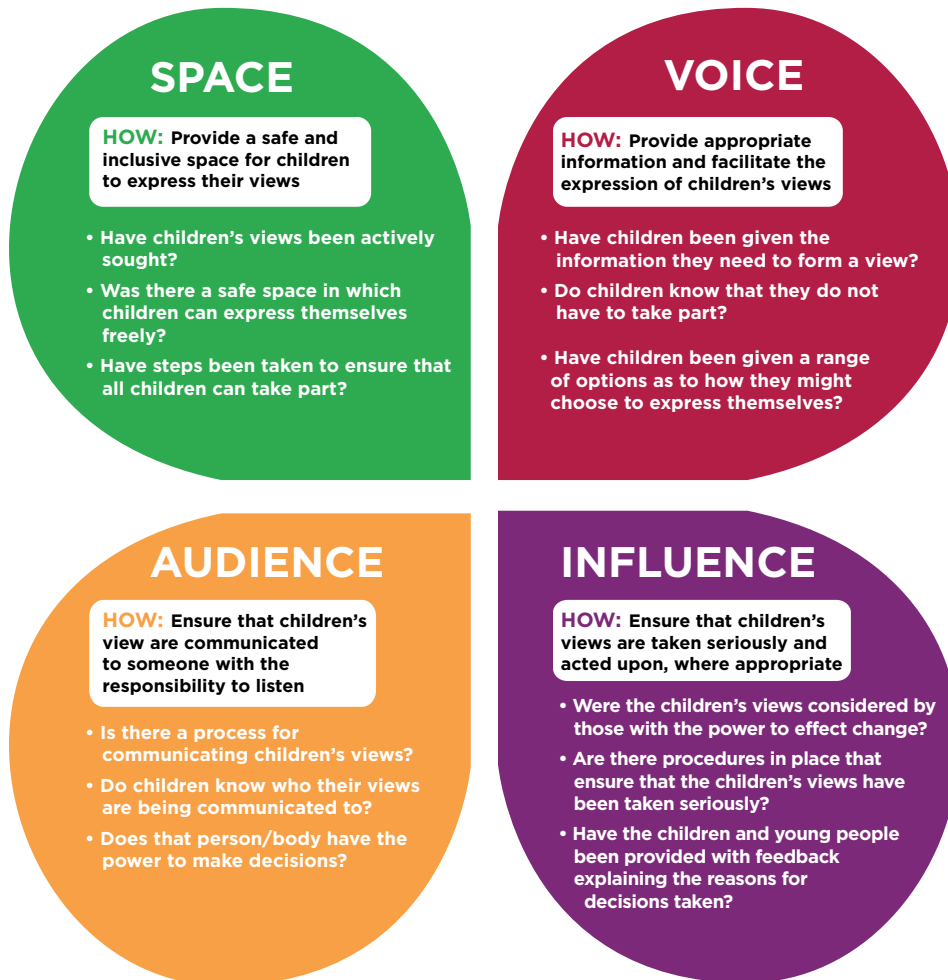 SPACE
HOW: Provide a safe and
inclusive space for children
to express their views
• Have children's views been actively
sought?
• Was there a safe space in which
children can express themselves
freely?
• Have steps been taken to ensure that
all children can take part?
VOICE
HOW: Provide appropriate
information and facilitate the
expression of children's views
• Have children been given the
information they need to form a view?
• Do children know that they do not
have to take part?
• Have children been given a range
of options as to how they might
choose to express themselves?
AUDIENCE
HOW: Ensure that children's
view are communicated
to someone with the
responsibility to listen
• Is there a process for
communicating children's views?
• Do children know who their views
are being communicated to?
• Does that person/body have the
power to make decisions?
INFLUENCE
HOW: Ensure that children's
views are taken seriously and
acted upon, where appropriate
• Were the children's views considered by
those with the power to effect change?
• Are there procedures in place that
ensure that the children's views have
been taken seriously?
• Have the children and young people
been provided with feedback
explaining the reasons for
decisions taken?